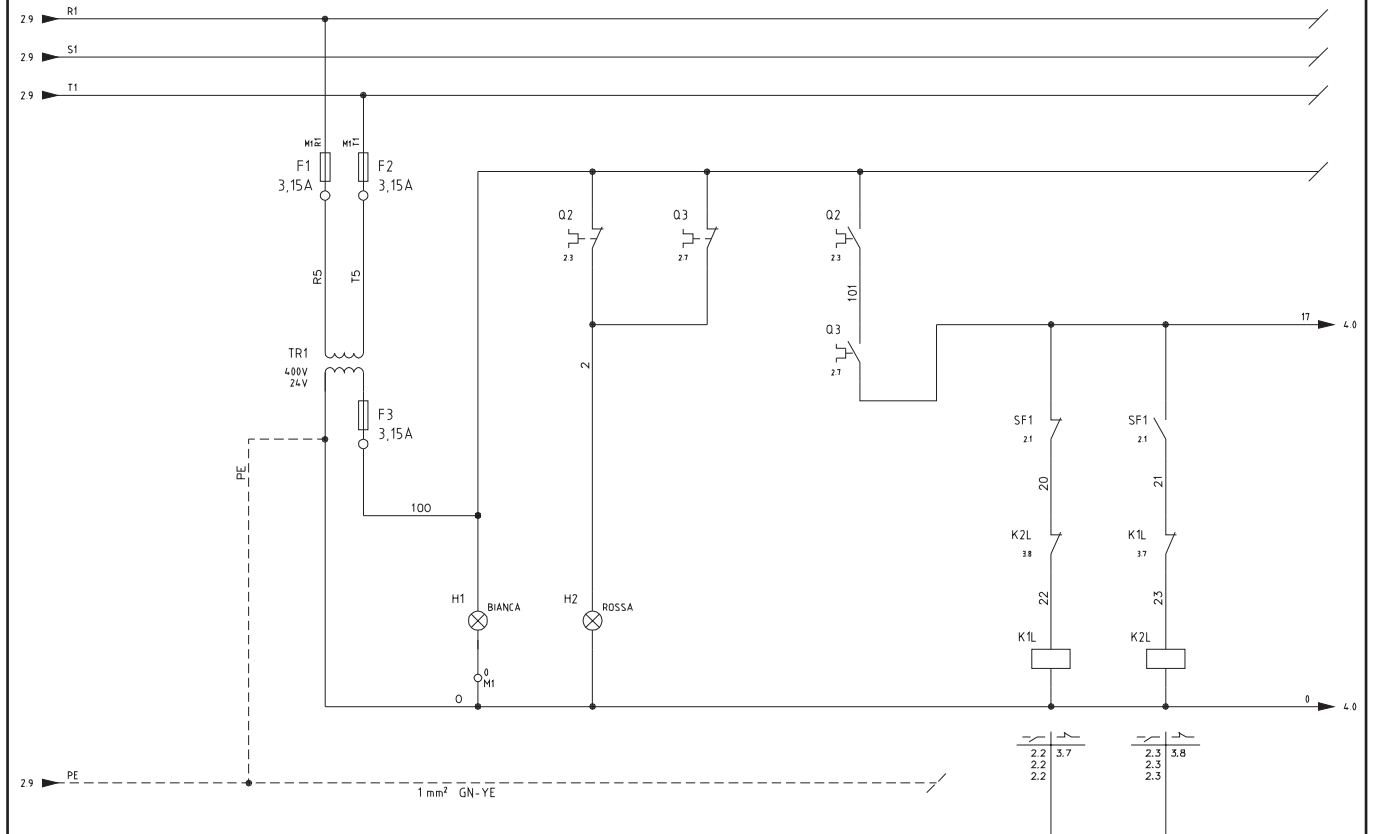 2.9 R1
2.9 S1
2.9 T1
M1 R1 M1 T1
F1 F2
3,15A 3,15A
Q2 Q3 Q2
2.3 2.7 2.3
R5 T5 101
17 4.0
Q3
2.7
TR1
400V
24V
2
F3
3,15A
SF1 SF1
2.1 2.1
PE
20 21
100
K2L K1L
3.8 3.7
22 23
H1 BIANCA H2 ROSSA
K1L K2L
0
M1
0 0 4.0
2.2 3.7 2.3 3.8
2.2 2.3
2.2 2.3
2.9 PE
1 mm² GN-YE